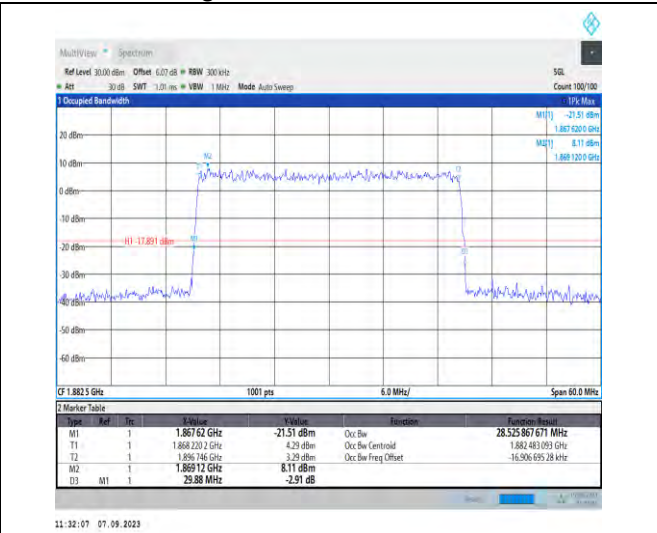 MultiView Spectrum
Ref Level 30.00 dBm Offset 6.07 dB RBW 300 kHz SGL
Att 30 dB SWT 1.01 ms VBW 1 MHz Mode Auto Sweep Count 100/100
1 Occupied Bandwidth 1Pk Max
M1[1] -21.51 dBm
1.867 620 0 GHz
M2[1] 8.11 dBm
1.869 120 0 GHz
20 dBm
M2
10 dBm
0 dBm
-10 dBm
H1 -17.891 dBm
M1
-20 dBm
-30 dBm
-40 dBm
-50 dBm
-60 dBm
CF 1.882 5 GHz 1001 pts 6.0 MHz/ Span 60.0 MHz
2 Marker Table
Type Ref Trc X-Value Y-Value Function Function Result
M1 1 1.867 62 GHz -21.51 dBm Occ Bw 28.525 867 671 MHz
T1 1 1.868 220 2 GHz 4.29 dBm Occ Bw Centroid 1.882 483 093 GHz
T2 1 1.896 746 GHz 3.29 dBm Occ Bw Freq Offset -16.906 695 28 kHz
M2 1 1.869 12 GHz 8.11 dBm
D3 M1 1 29.88 MHz -2.91 dB
11:32:07 07.09.2023